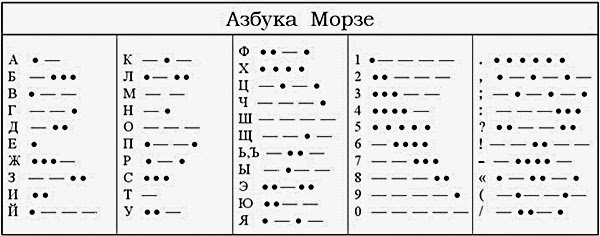 Азбука Морзе
А ● —
Б — ● ● ●
В ● — —
Г — — ●
Д — ● ●
Е ●
Ж ● ● ● —
З — — ● ●
И ● ●
Й ● — — —
К — ● —
Л ● — ● ●
М — —
Н — ●
О — — —
П ● — — ●
Р ● — ●
С ● ● ●
Т —
У ● ● —
Ф ● ● — ●
Х ● ● ● ●
Ц — ● — ●
Ч — — — ●
Ш — — — —
Щ — — ● —
Ь,Ъ — ● ● —
Ы — ● — —
Э ● ● — ● ●
Ю ● ● — —
Я ● — ● —
1 ● — — — —
2 ● ● — — —
3 ● ● ● — —
4 ● ● ● ● —
5 ● ● ● ● ●
6 — ● ● ● ●
7 — — ● ● ●
8 — — — ● ●
9 — — — — ●
0 — — — — —
. ● ● ● ● ● ●
, ● — ● — ● —
; — ● — ● — ●
: — — — ● ● ●
? ● ● — — ● ●
! — — ● ● — —
– — ● ● ● ● —
« ● — ● ● — ●
( — ● — — ● —
/ — ● ● — ●